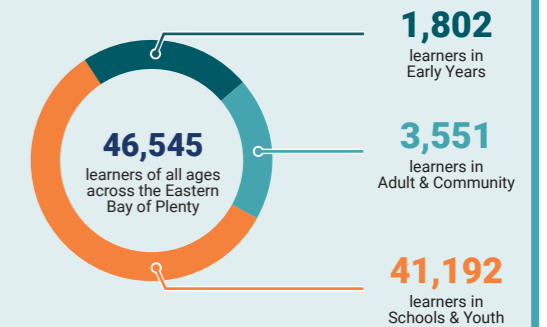 46,545
learners of all ages
across the Eastern
Bay of Plenty
1,802
learners in
Early Years
3,551
learners in
Adult & Community
41,192
learners in
Schools & Youth